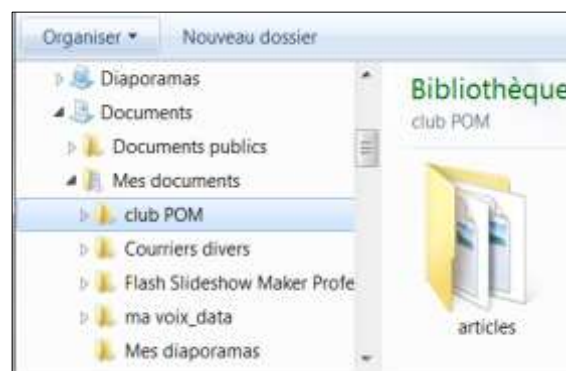 Organiser Nouveau dossier
Diaporamas
Documents
Documents publics
Mes documents
club POM
Courriers divers
Flash Slideshow Maker Profe
ma voix_data
Mes diaporamas
Bibliothèque
club POM
articles